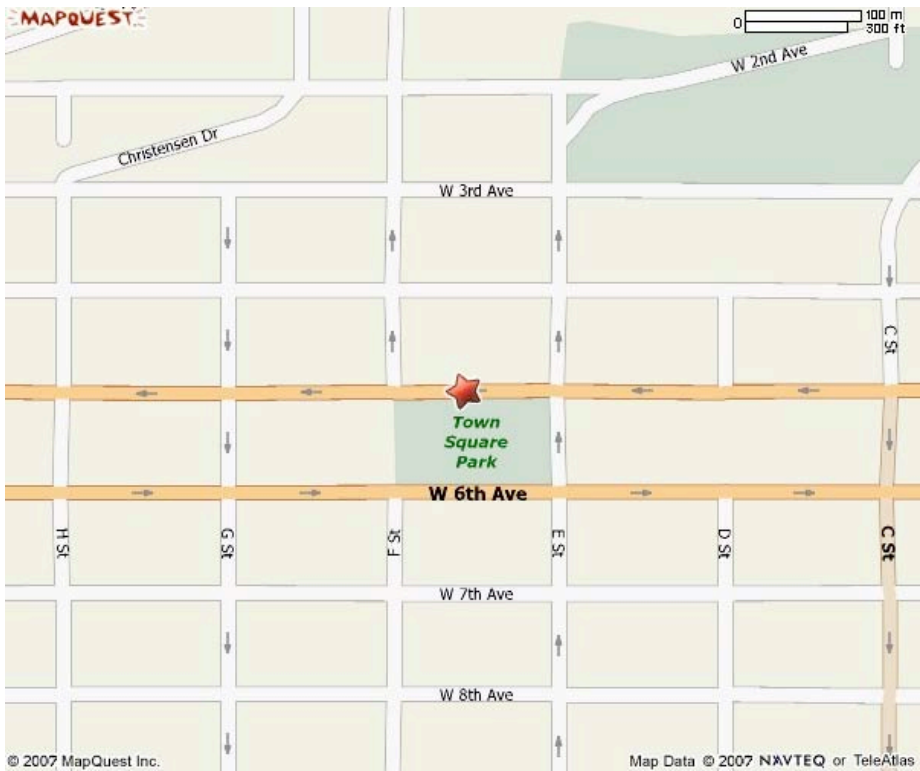 MAPQUEST
0 100 m
300 ft
W 2nd Ave
Christensen Dr
W 3rd Ave
C St
Town
Square
Park
W 6th Ave
H St
G St
F St
E St
D St
C St
W 7th Ave
W 8th Ave
© 2007 MapQuest Inc.
Map Data © 2007 NAVTEQ or TeleAtlas